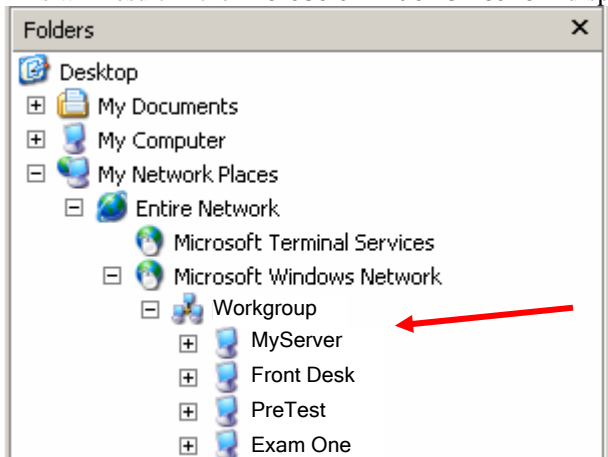 Folders
Desktop
My Documents
My Computer
My Network Places
Entire Network
Microsoft Terminal Services
Microsoft Windows Network
Workgroup
MyServer
Front Desk
PreTest
Exam One